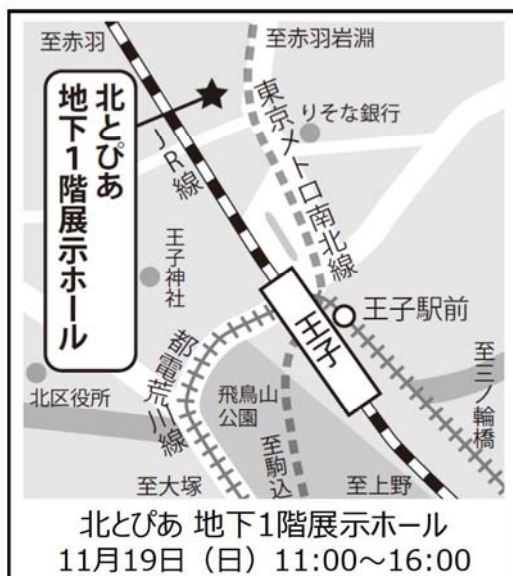 至赤羽
至赤羽岩淵
北とぴあ
地下1階展示ホール
JR線
東京メトロ南北線
りそな銀行
王子神社
王子
王子駅前
至三ノ輪橋
北区役所
都電荒川線
飛鳥山
公園
至駒込
至大塚
至上野
北とぴあ 地下1階展示ホール
11月19日（日）11:00～16:00